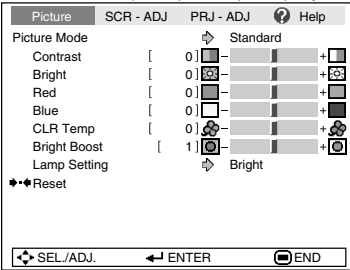 Picture SCR - ADJ PRJ - ADJ ? Help
Picture Mode Standard
Contrast [ 0 ] - +
Bright [ 0 ] - +
Red [ 0 ] - +
Blue [ 0 ] - +
CLR Temp [ 0 ] - +
Bright Boost [ 1 ] - +
Lamp Setting Bright
Reset
SEL./ADJ. ENTER END